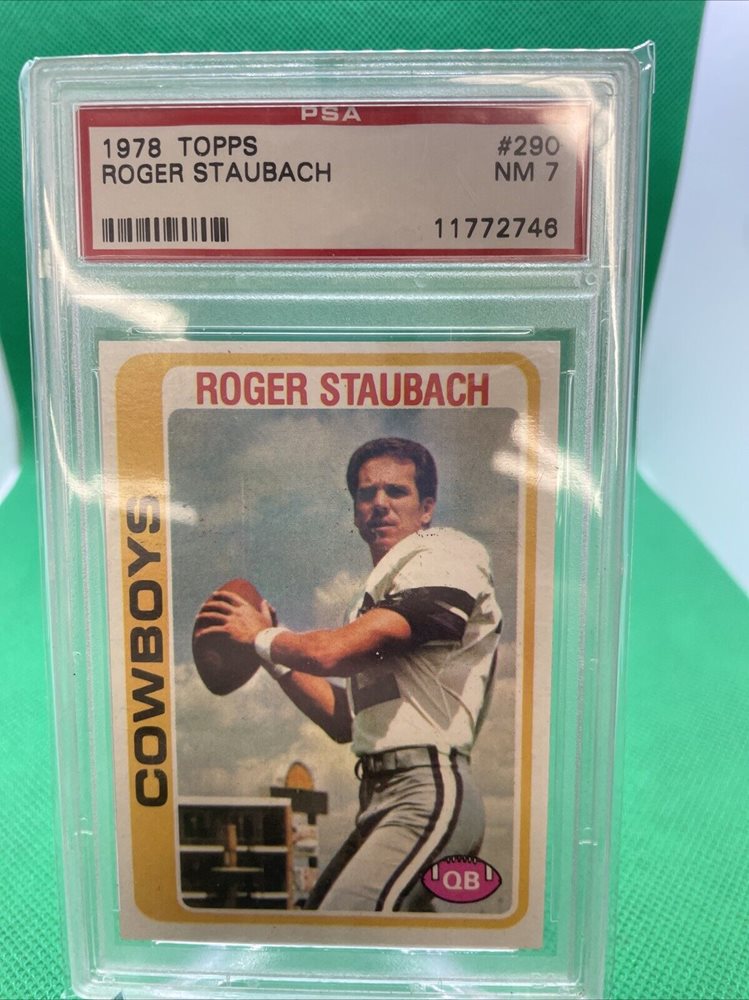 PSA
1978 TOPPS
#290
ROGER STAUBACH
NM 7
11772746
ROGER STAUBACH
COWBOYS
QB